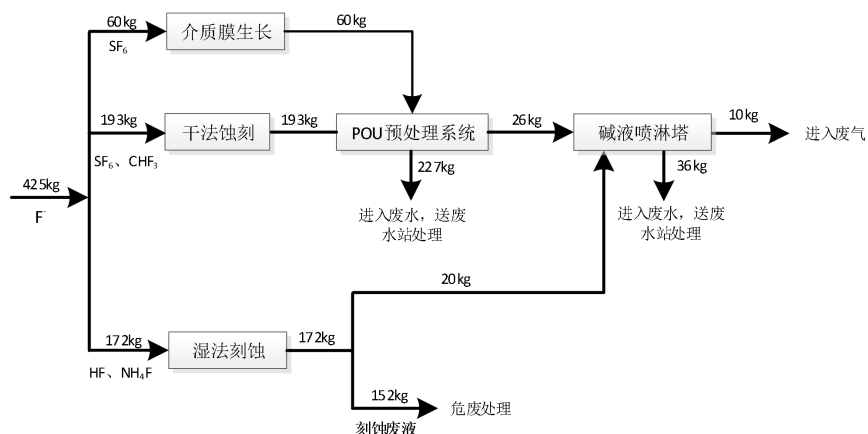 60kg
SF₆
介质膜生长
60kg
193kg
SF₆、CHF₃
干法蚀刻
193kg
POU预处理系统
26kg
碱液喷淋塔
10kg
进入废气
227kg
进入废水，送废
水站处理
36kg
进入废水，送废
水站处理
425kg
F⁻
20kg
172kg
HF、NH₄F
湿法刻蚀
172kg
152kg
刻蚀废液
危废处理